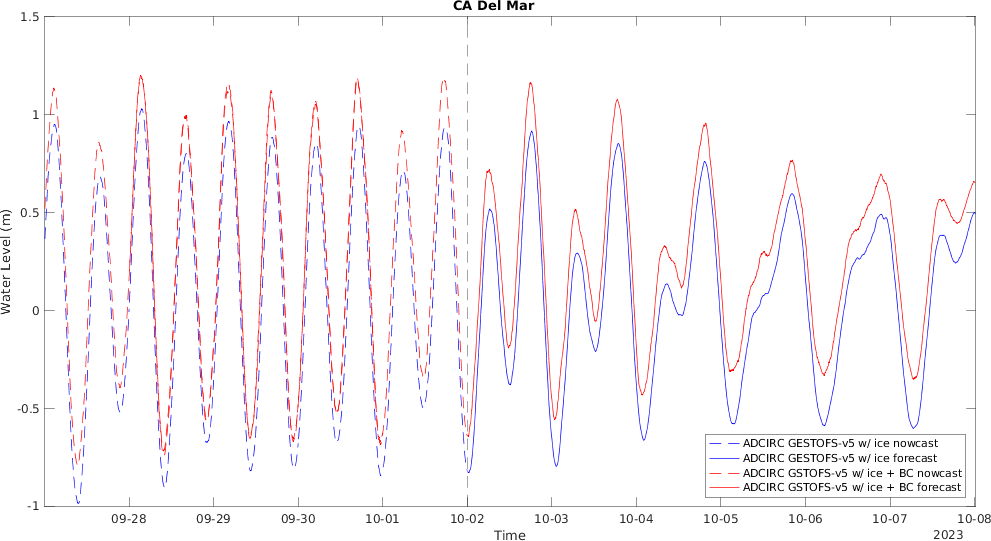 CA Del Mar
1.5
1
0.5
0
-0.5
-1
Water Level (m)
09-28 09-29 09-30 10-01 10-02 10-03 10-04 10-05 10-06 10-07 10-08
Time
2023
ADCIRC GESTOFS-v5 w/ ice nowcast
ADCIRC GESTOFS-v5 w/ ice forecast
ADCIRC GSTOFS-v5 w/ ice + BC nowcast
ADCIRC GSTOFS-v5 w/ ice + BC forecast